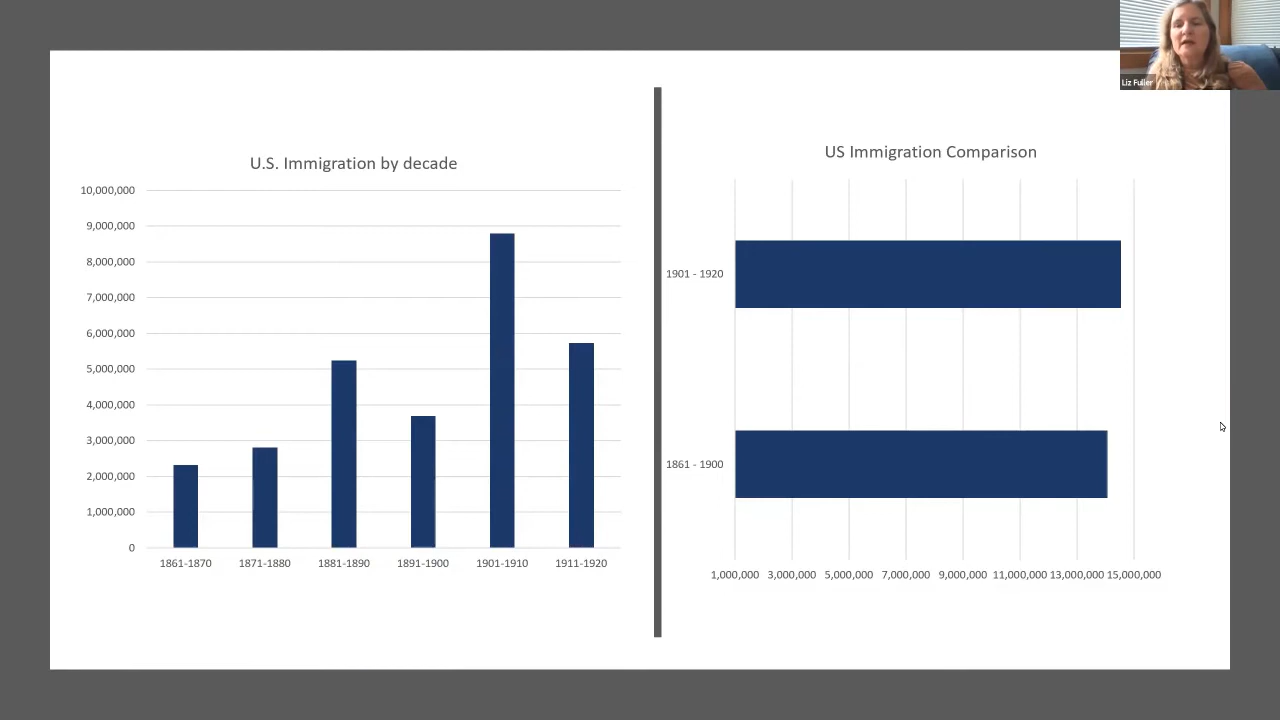 Liz Fuller
U.S. Immigration by decade
10,000,000
9,000,000
8,000,000
7,000,000
6,000,000
5,000,000
4,000,000
3,000,000
2,000,000
1,000,000
0
1861-1870 1871-1880 1881-1890 1891-1900 1901-1910 1911-1920
US Immigration Comparison
1901 - 1920
1861 - 1900
1,000,000 3,000,000 5,000,000 7,000,000 9,000,000 11,000,000 13,000,000 15,000,000